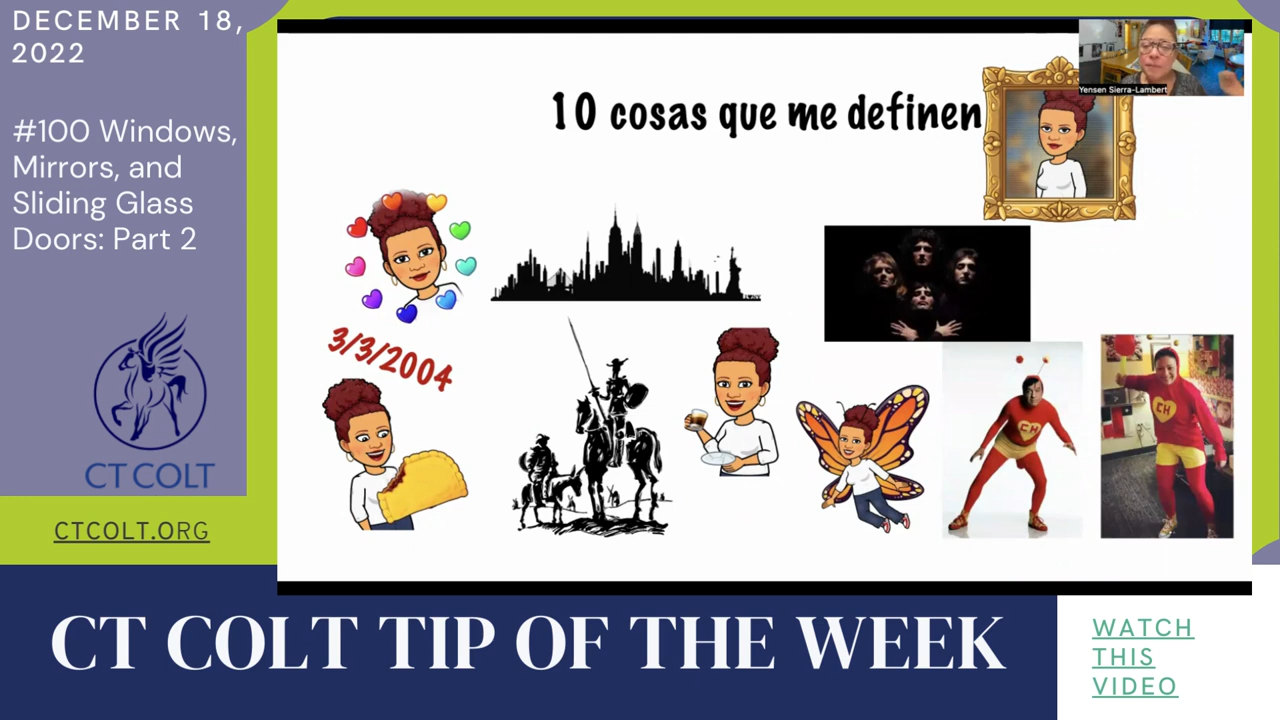 DECEMBER 18,
2022
#100 Windows,
Mirrors, and
Sliding Glass
Doors: Part 2
CT COLT
CTCOLT.ORG
10 cosas que me definen
Yensen Sierra-Lambert
3/3/2004
CH
CH
CT COLT TIP OF THE WEEK
WATCH
THIS
VIDEO